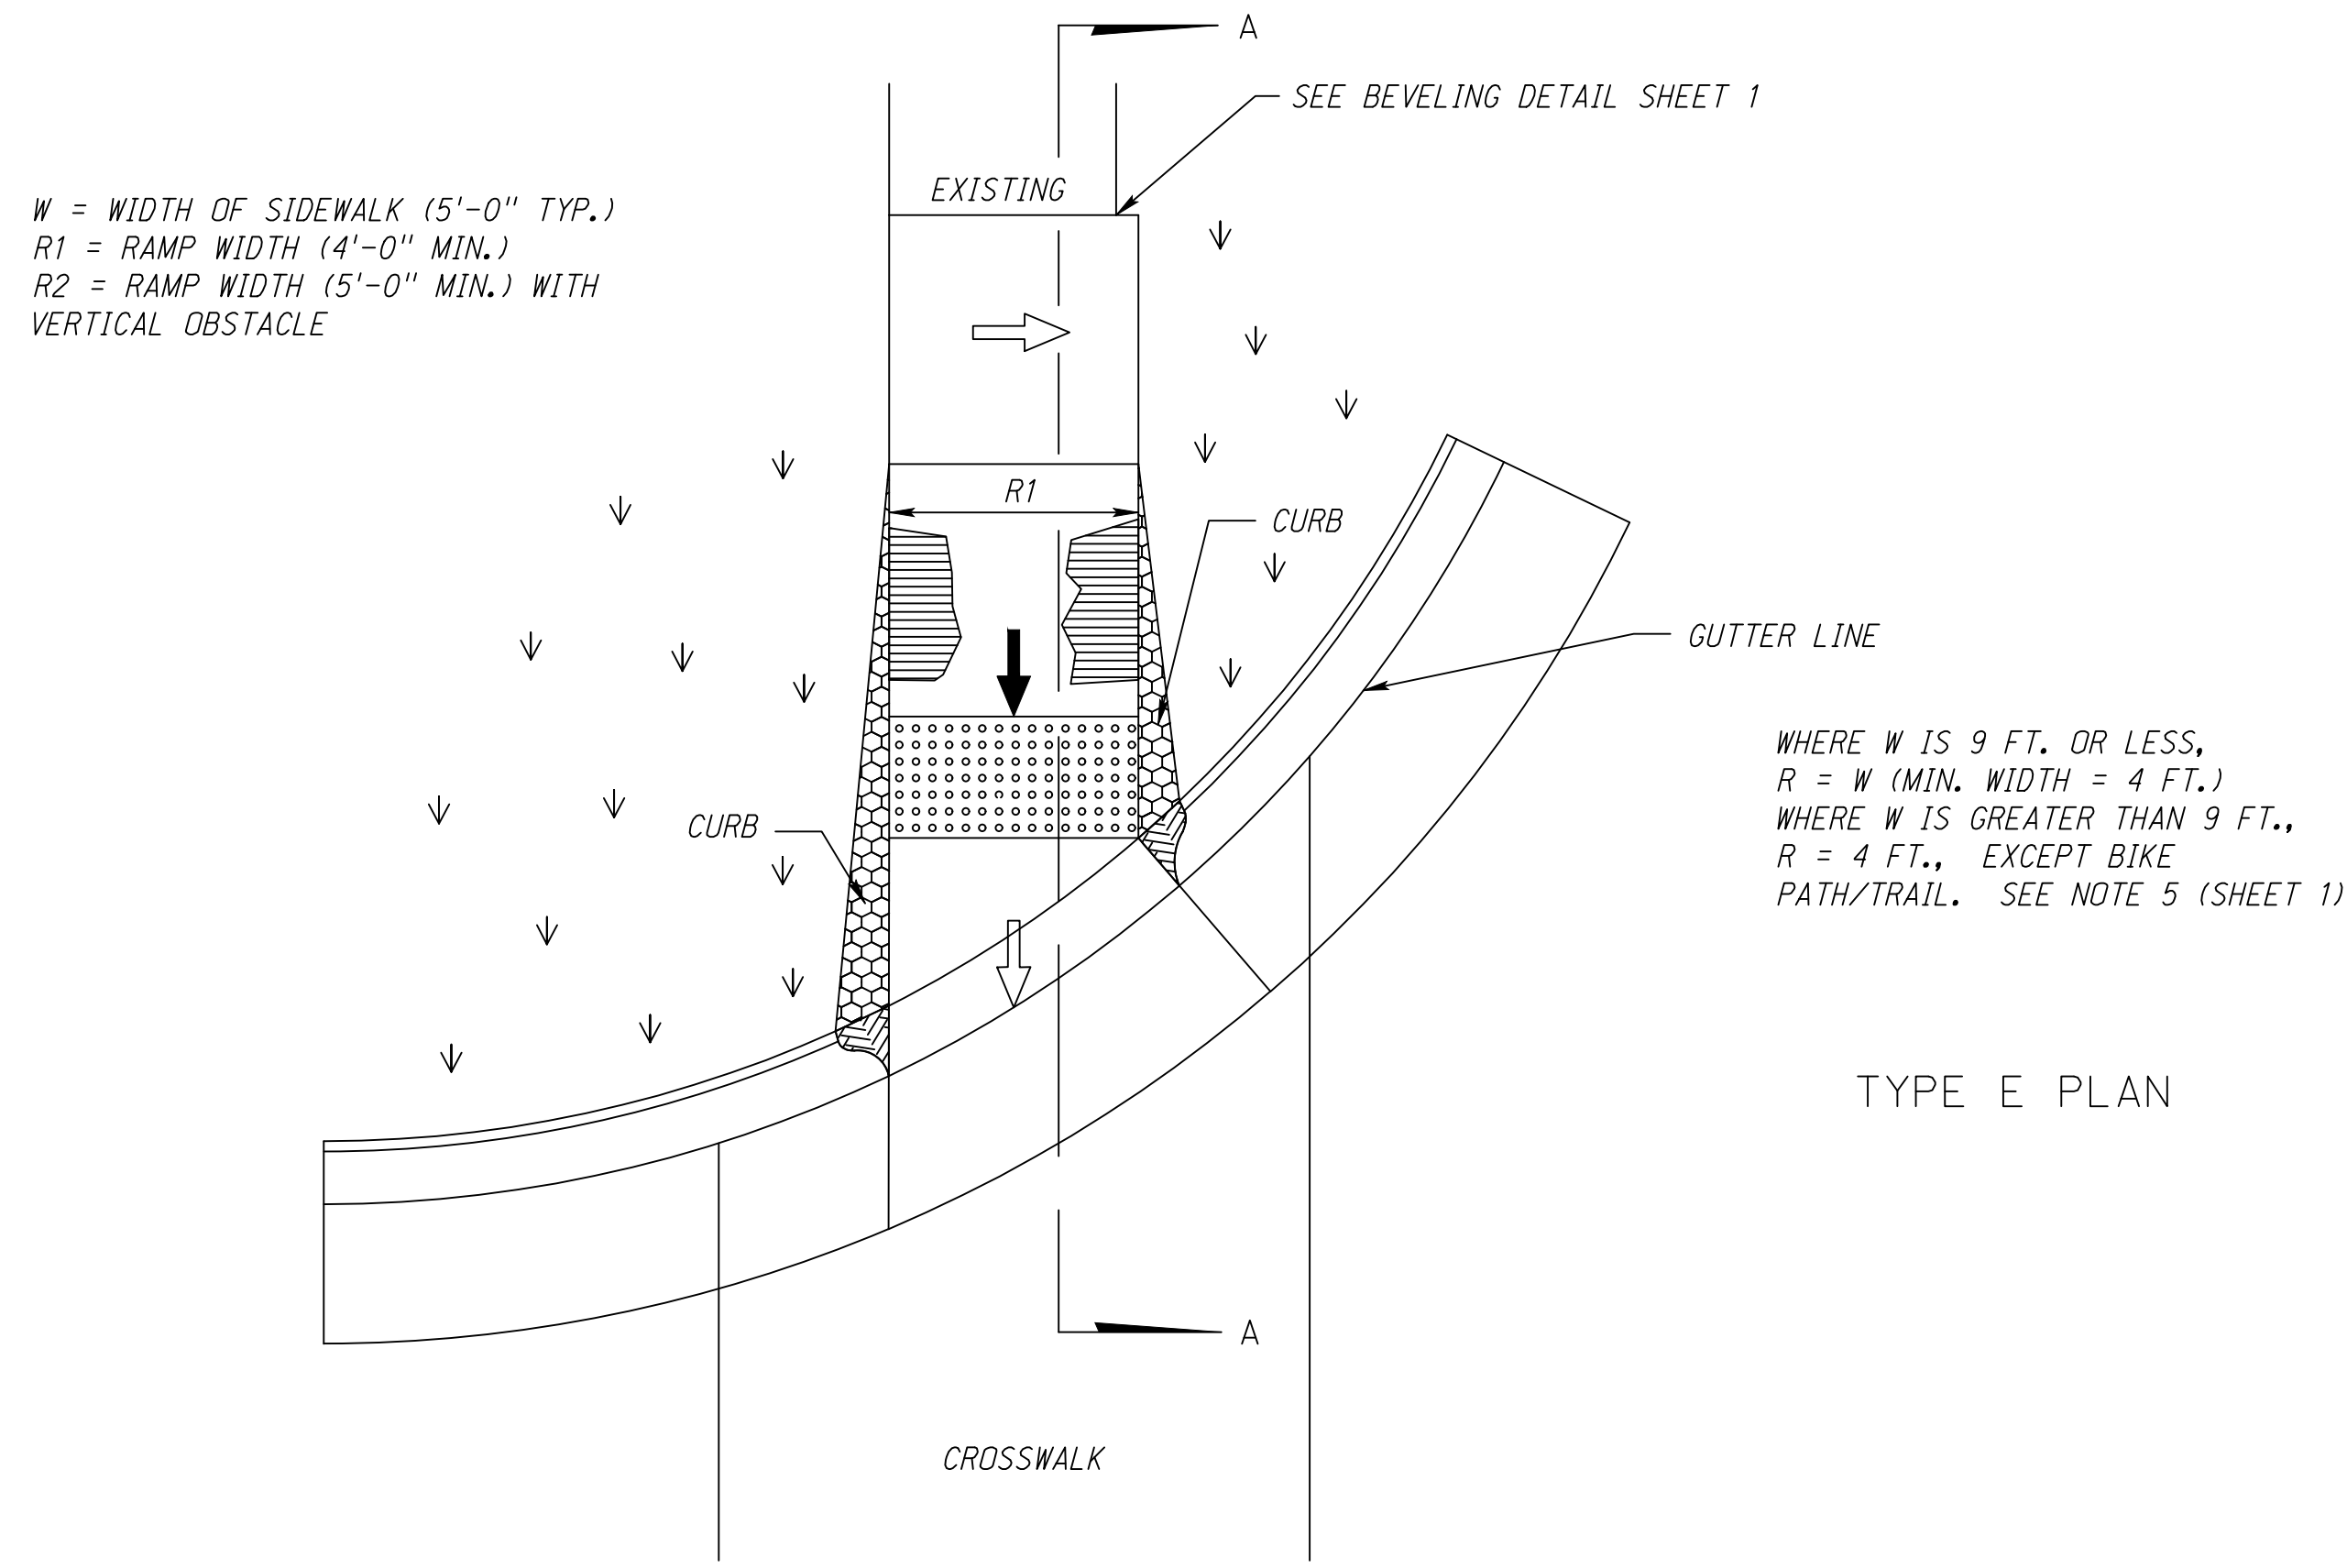 A
SEE BEVELING DETAIL SHEET 1
EXISTING
W = WIDTH OF SIDEWALK (5'-0" TYP.)
R1 = RAMP WIDTH (4'-0" MIN.)
R2 = RAMP WIDTH (5'-0" MIN.) WITH
VERTICAL OBSTACLE
R1
CURB
GUTTER LINE
WHERE W IS 9 FT. OR LESS,
R = W (MIN. WIDTH = 4 FT.)
WHERE W IS GREATER THAN 9 FT.,
R = 4 FT., EXCEPT BIKE
PATH/TRAIL. SEE NOTE 5 (SHEET 1)
CURB
TYPE E PLAN
A
CROSSWALK